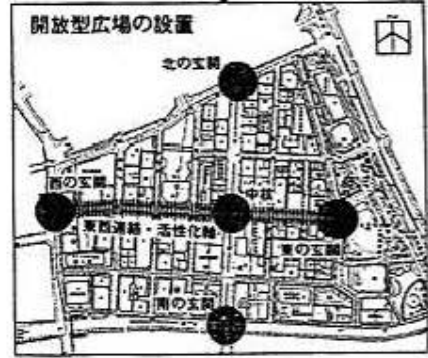 開放型広場の設置
北の玄関
西の玄関
中核
東西連絡・活性化軸
東の玄関
南の玄関